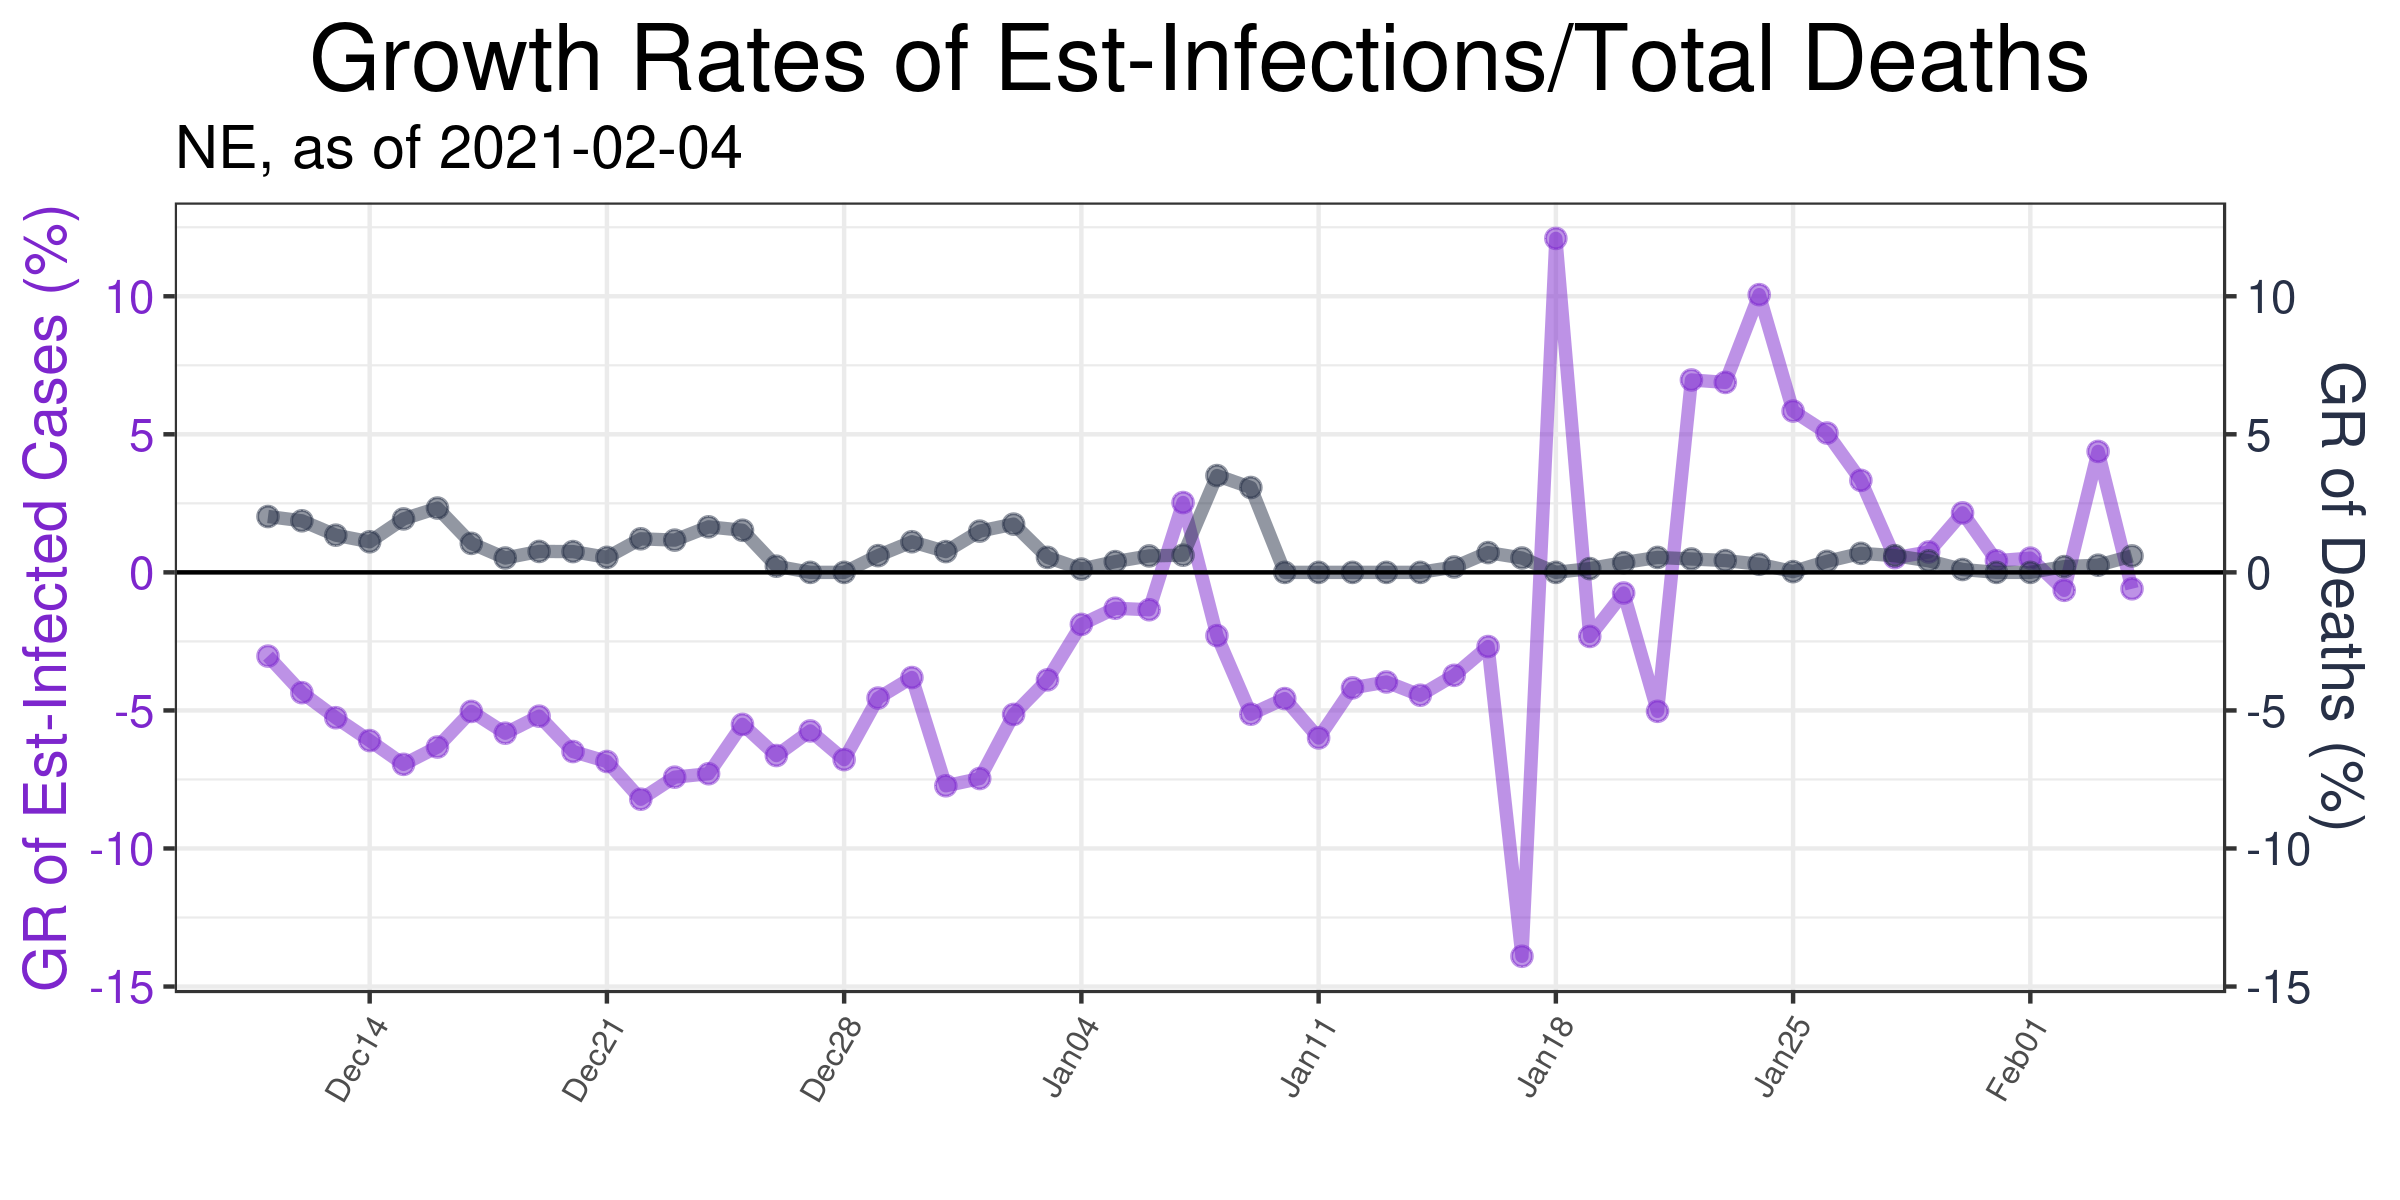 Growth Rates of Est-Infections/Total Deaths
NE, as of 2021-02-04
GR of Est-Infected Cases (%)
10
5
0
-5
-10
-15
10
5
0
-5
-10
-15
GR of Deaths (%)
Dec14
Dec21
Dec28
Jan04
Jan11
Jan18
Jan25
Feb01